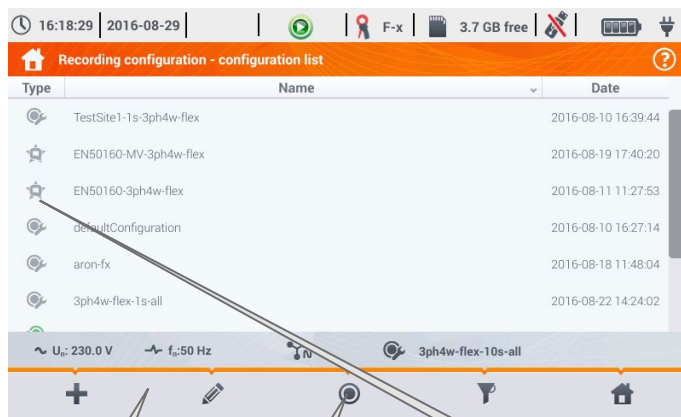 16:18:29 2016-08-29 F-x 3.7 GB free
Recording configuration - configuration list ?
Type Name Date
TestSite1-1s-3ph4w-flex 2016-08-10 16:39:44
EN50160-MV-3ph4w-flex 2016-08-19 17:40:20
EN50160-3ph4w-flex 2016-08-11 11:27:53
defaultConfiguration 2016-08-10 16:27:14
aron-fx 2016-08-18 11:48:04
3ph4w-flex-1s-all 2016-08-22 14:24:02
Uₙ: 230.0 V fₙ:50 Hz N 3ph4w-flex-10s-all